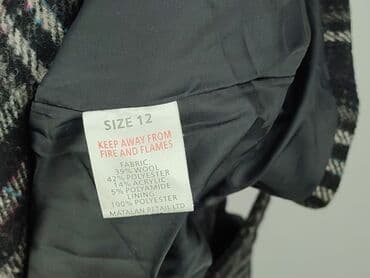 SIZE 12
KEEP AWAY FROM
FIRE AND FLAMES
FABRIC
39% WOOL
42% POLYESTER
14% ACRYLIC
5% POLYAMIDE
LINING
100% POLYESTER
MATALAN RETAIL LTD